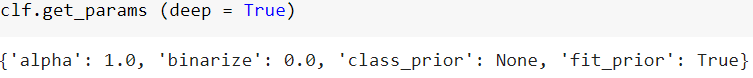 clf.get_params (deep = True)
{'alpha': 1.0, 'binarize': 0.0, 'class_prior': None, 'fit_prior': True}